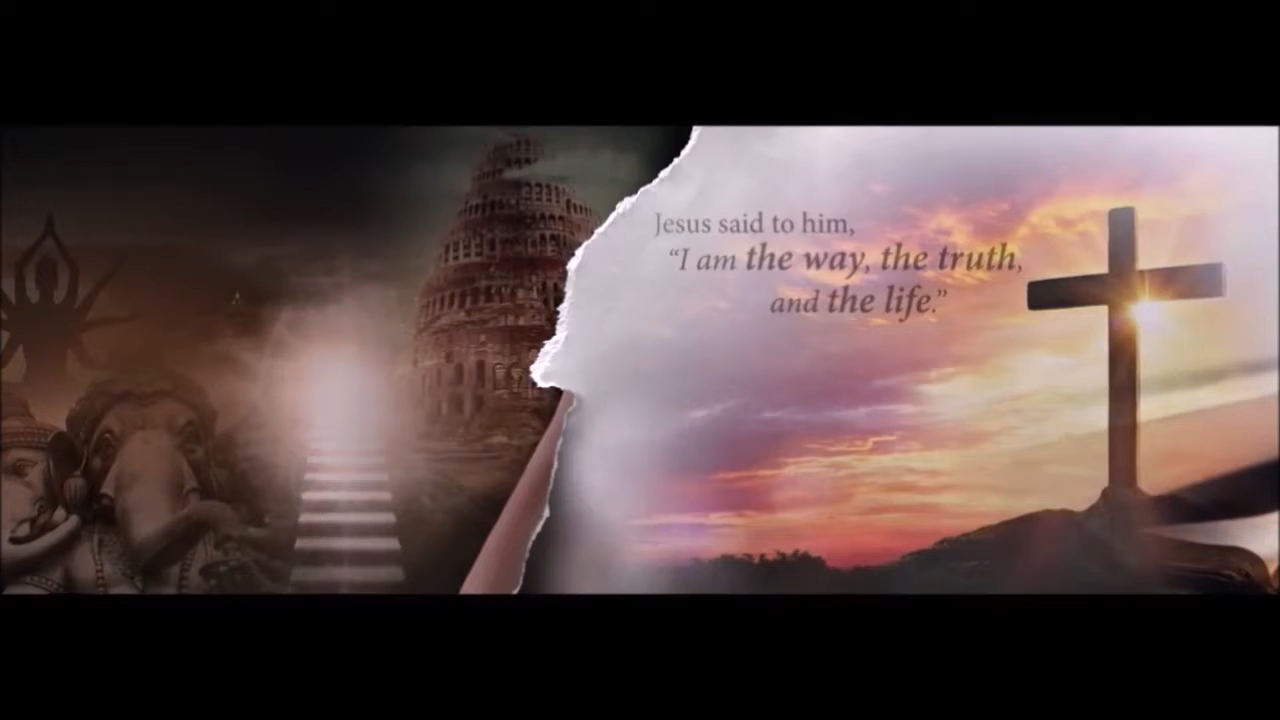 Jesus said to him,
“I am the way, the truth,
and the life.”